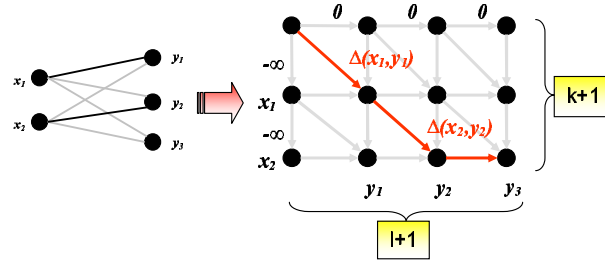 0 0 0
y1
x1
y2
x2
y3
-∞
Δ(x1,y1)
x1
-∞
Δ(x2,y2)
x2
y1 y2 y3
k+1
l+1